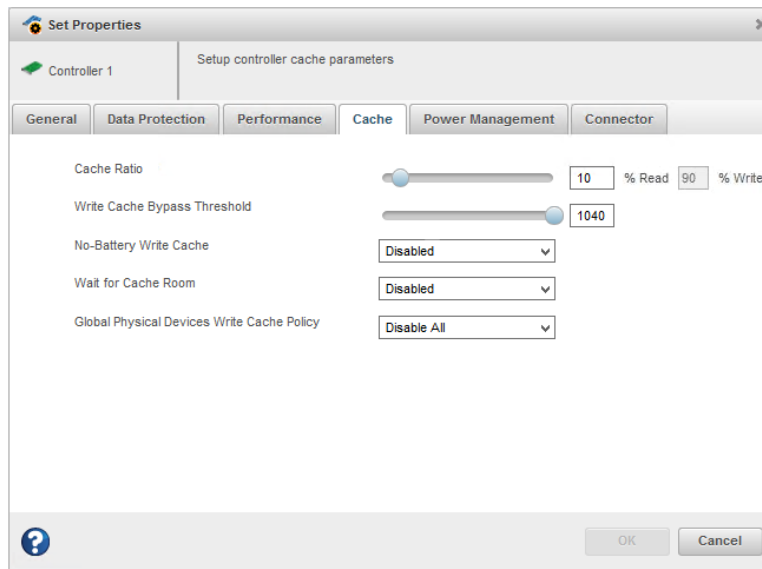 Set Properties
Controller 1
Setup controller cache parameters
General Data Protection Performance Cache Power Management Connector
Cache Ratio 10 % Read 90 % Write
Write Cache Bypass Threshold 1040
No-Battery Write Cache Disabled
Wait for Cache Room Disabled
Global Physical Devices Write Cache Policy Disable All
? OK Cancel